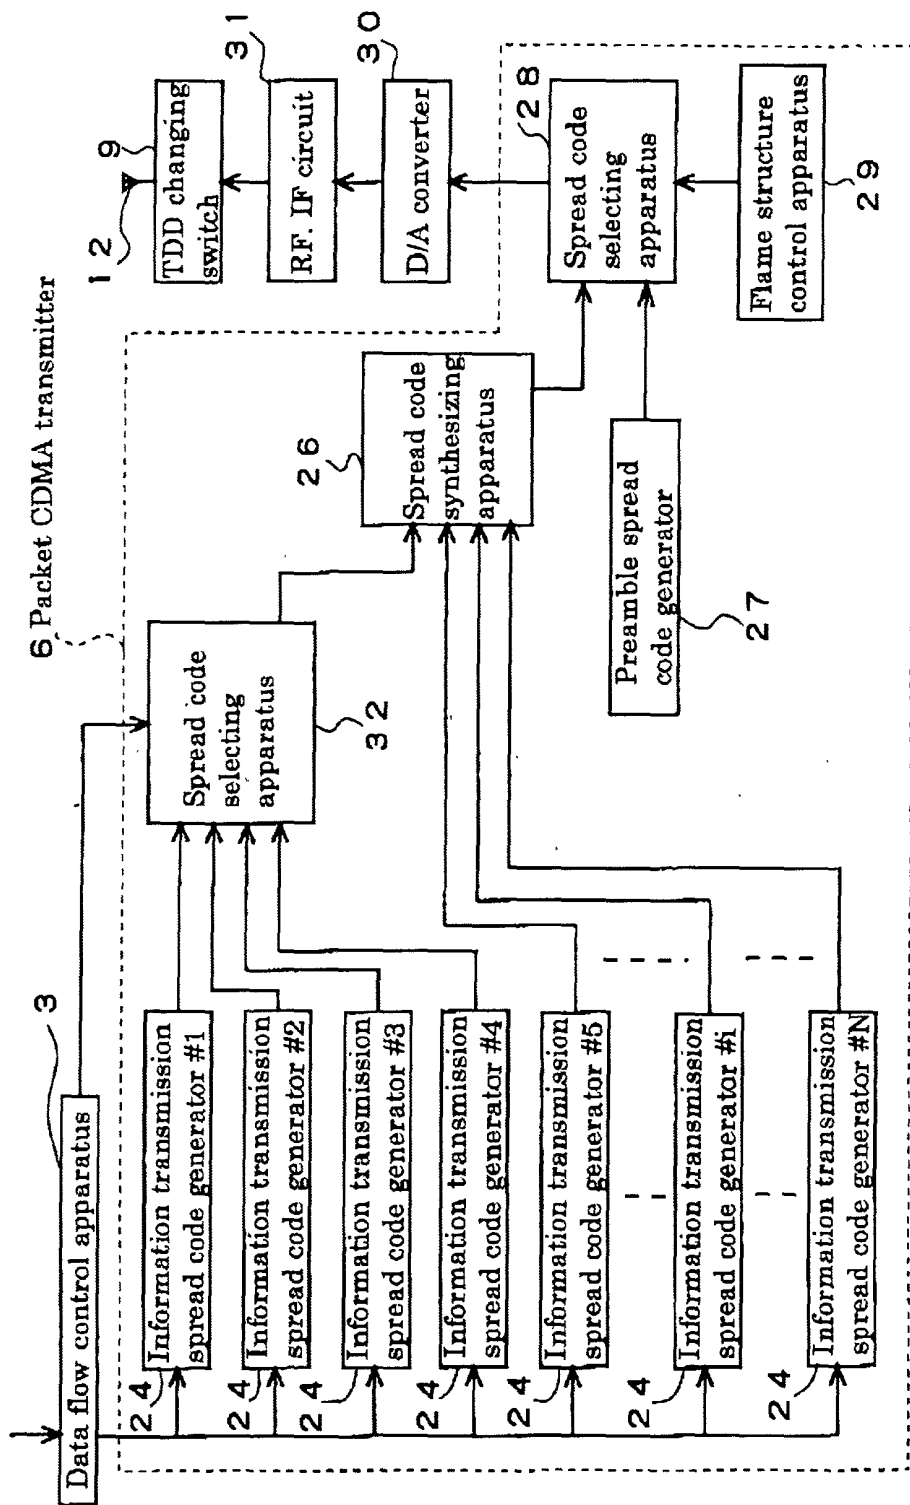 6 Packet CDMA transmitter
3
Data flow control apparatus
24
Information transmission
spread code generator #1
24
Information transmission
spread code generator #2
24
Information transmission
spread code generator #3
24
Information transmission
spread code generator #4
24
Information transmission
spread code generator #5
24
Information transmission
spread code generator #i
24
Information transmission
spread code generator #N
Spread code
selecting
apparatus
32
26
Spread code
synthesizing
apparatus
Preamble spread
code generator
27
12
9
TDD changing
switch
31
RF. IF circuit
30
D/A converter
28
Spread code
selecting
apparatus
Flame structure
control apparatus
29